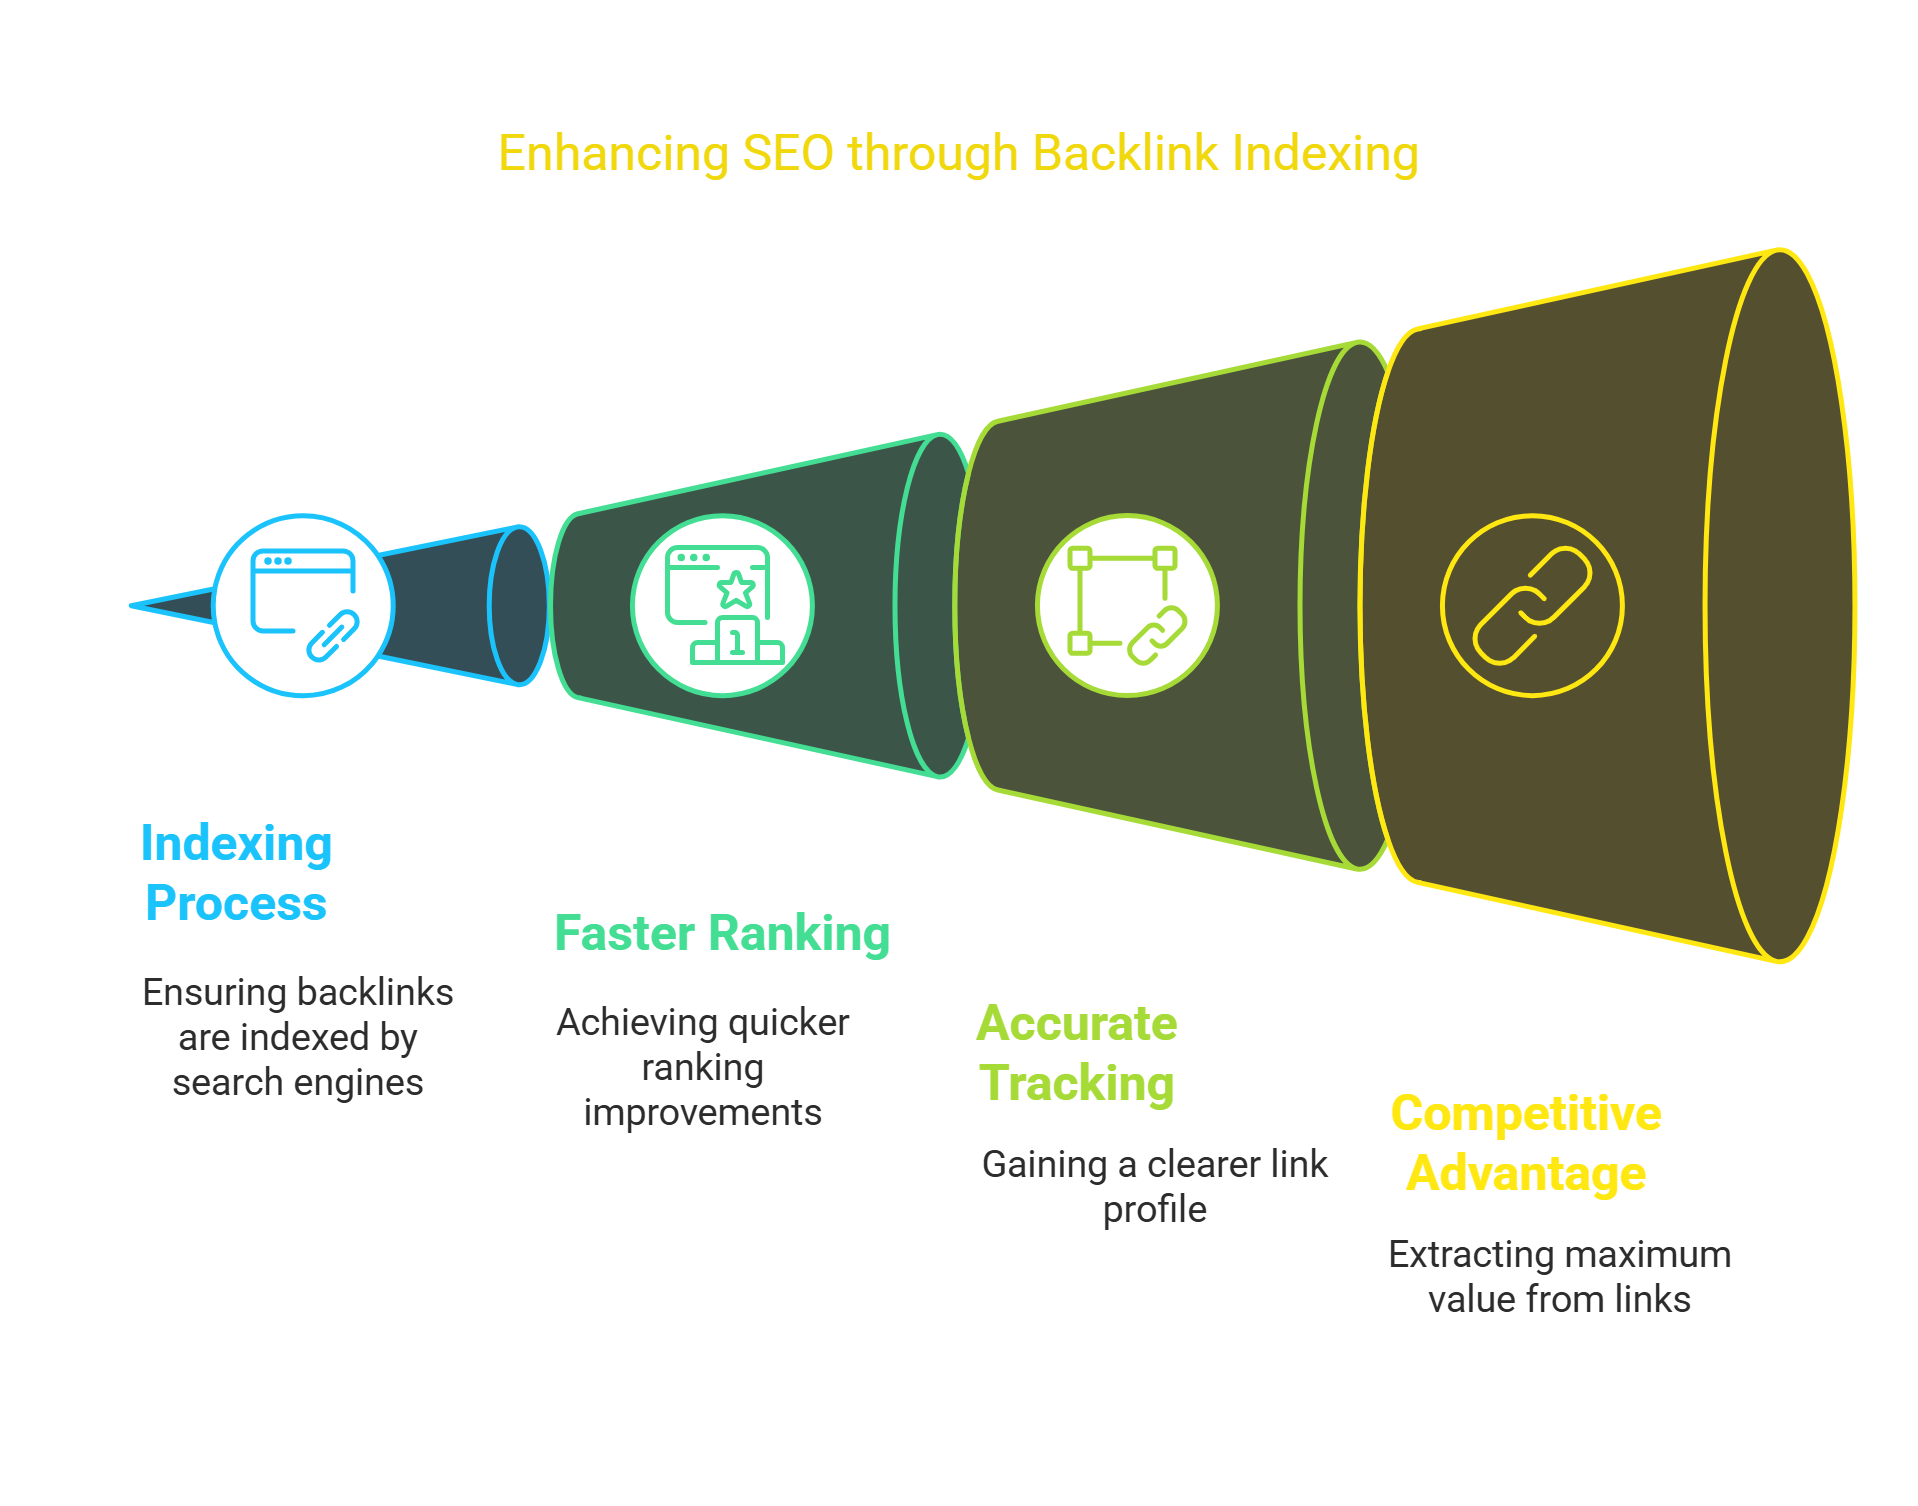 Enhancing SEO through Backlink Indexing
1
Indexing
Process
Ensuring backlinks
are indexed by
search engines
Faster Ranking
Achieving quicker
ranking
improvements
Accurate
Tracking
Gaining a clearer link
profile
Competitive
Advantage
Extracting maximum
value from links